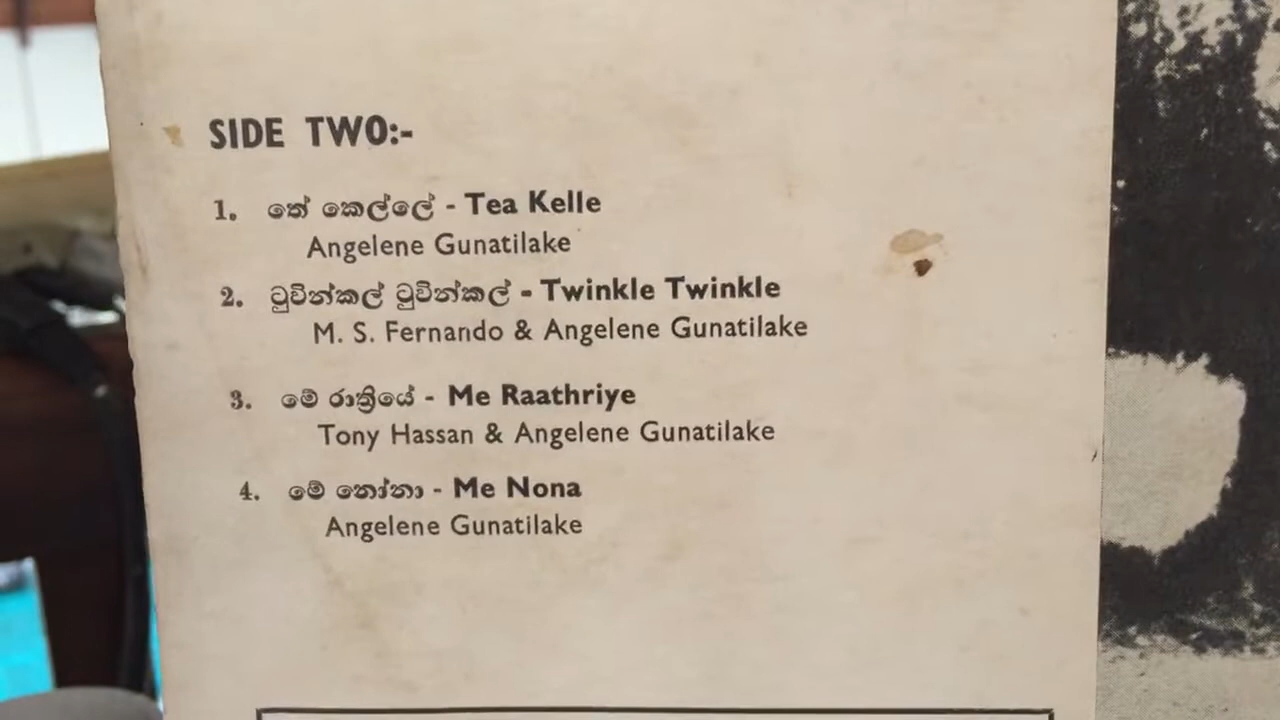 SIDE TWO:-
1. තේ කෙල්ලේ - Tea Kelle
Angelene Gunatilake
2. ටුවින්කල් ටුවින්කල් - Twinkle Twinkle
M. S. Fernando & Angelene Gunatilake
3. මේ රාත්‍රියේ - Me Raathriye
Tony Hassan & Angelene Gunatilake
4. මේ නෝනා - Me Nona
Angelene Gunatilake